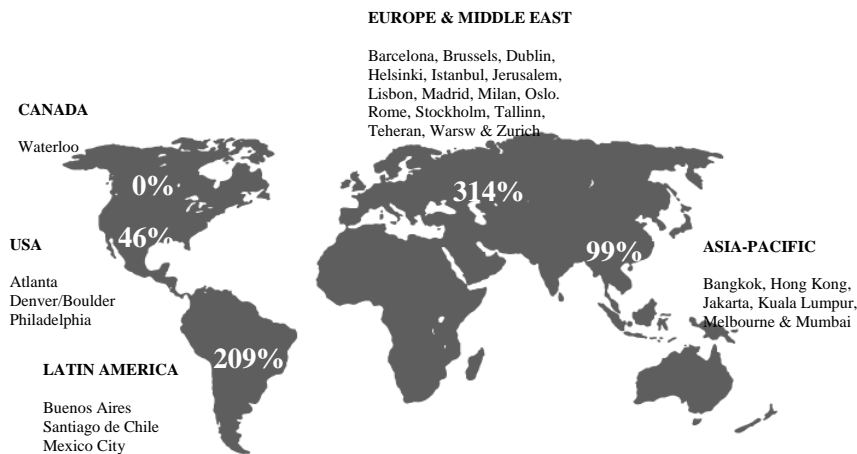 EUROPE & MIDDLE EAST
Barcelona, Brussels, Dublin,
Helsinki, Istanbul, Jerusalem,
Lisbon, Madrid, Milan, Oslo.
Rome, Stockholm, Tallinn,
Teheran, Warsw & Zurich
CANADA
Waterloo
0%
314%
46%
USA
Atlanta
Denver/Boulder
Philadelphia
99%
ASIA-PACIFIC
Bangkok, Hong Kong,
Jakarta, Kuala Lumpur,
Melbourne & Mumbai
209%
LATIN AMERICA
Buenos Aires
Santiago de Chile
Mexico City